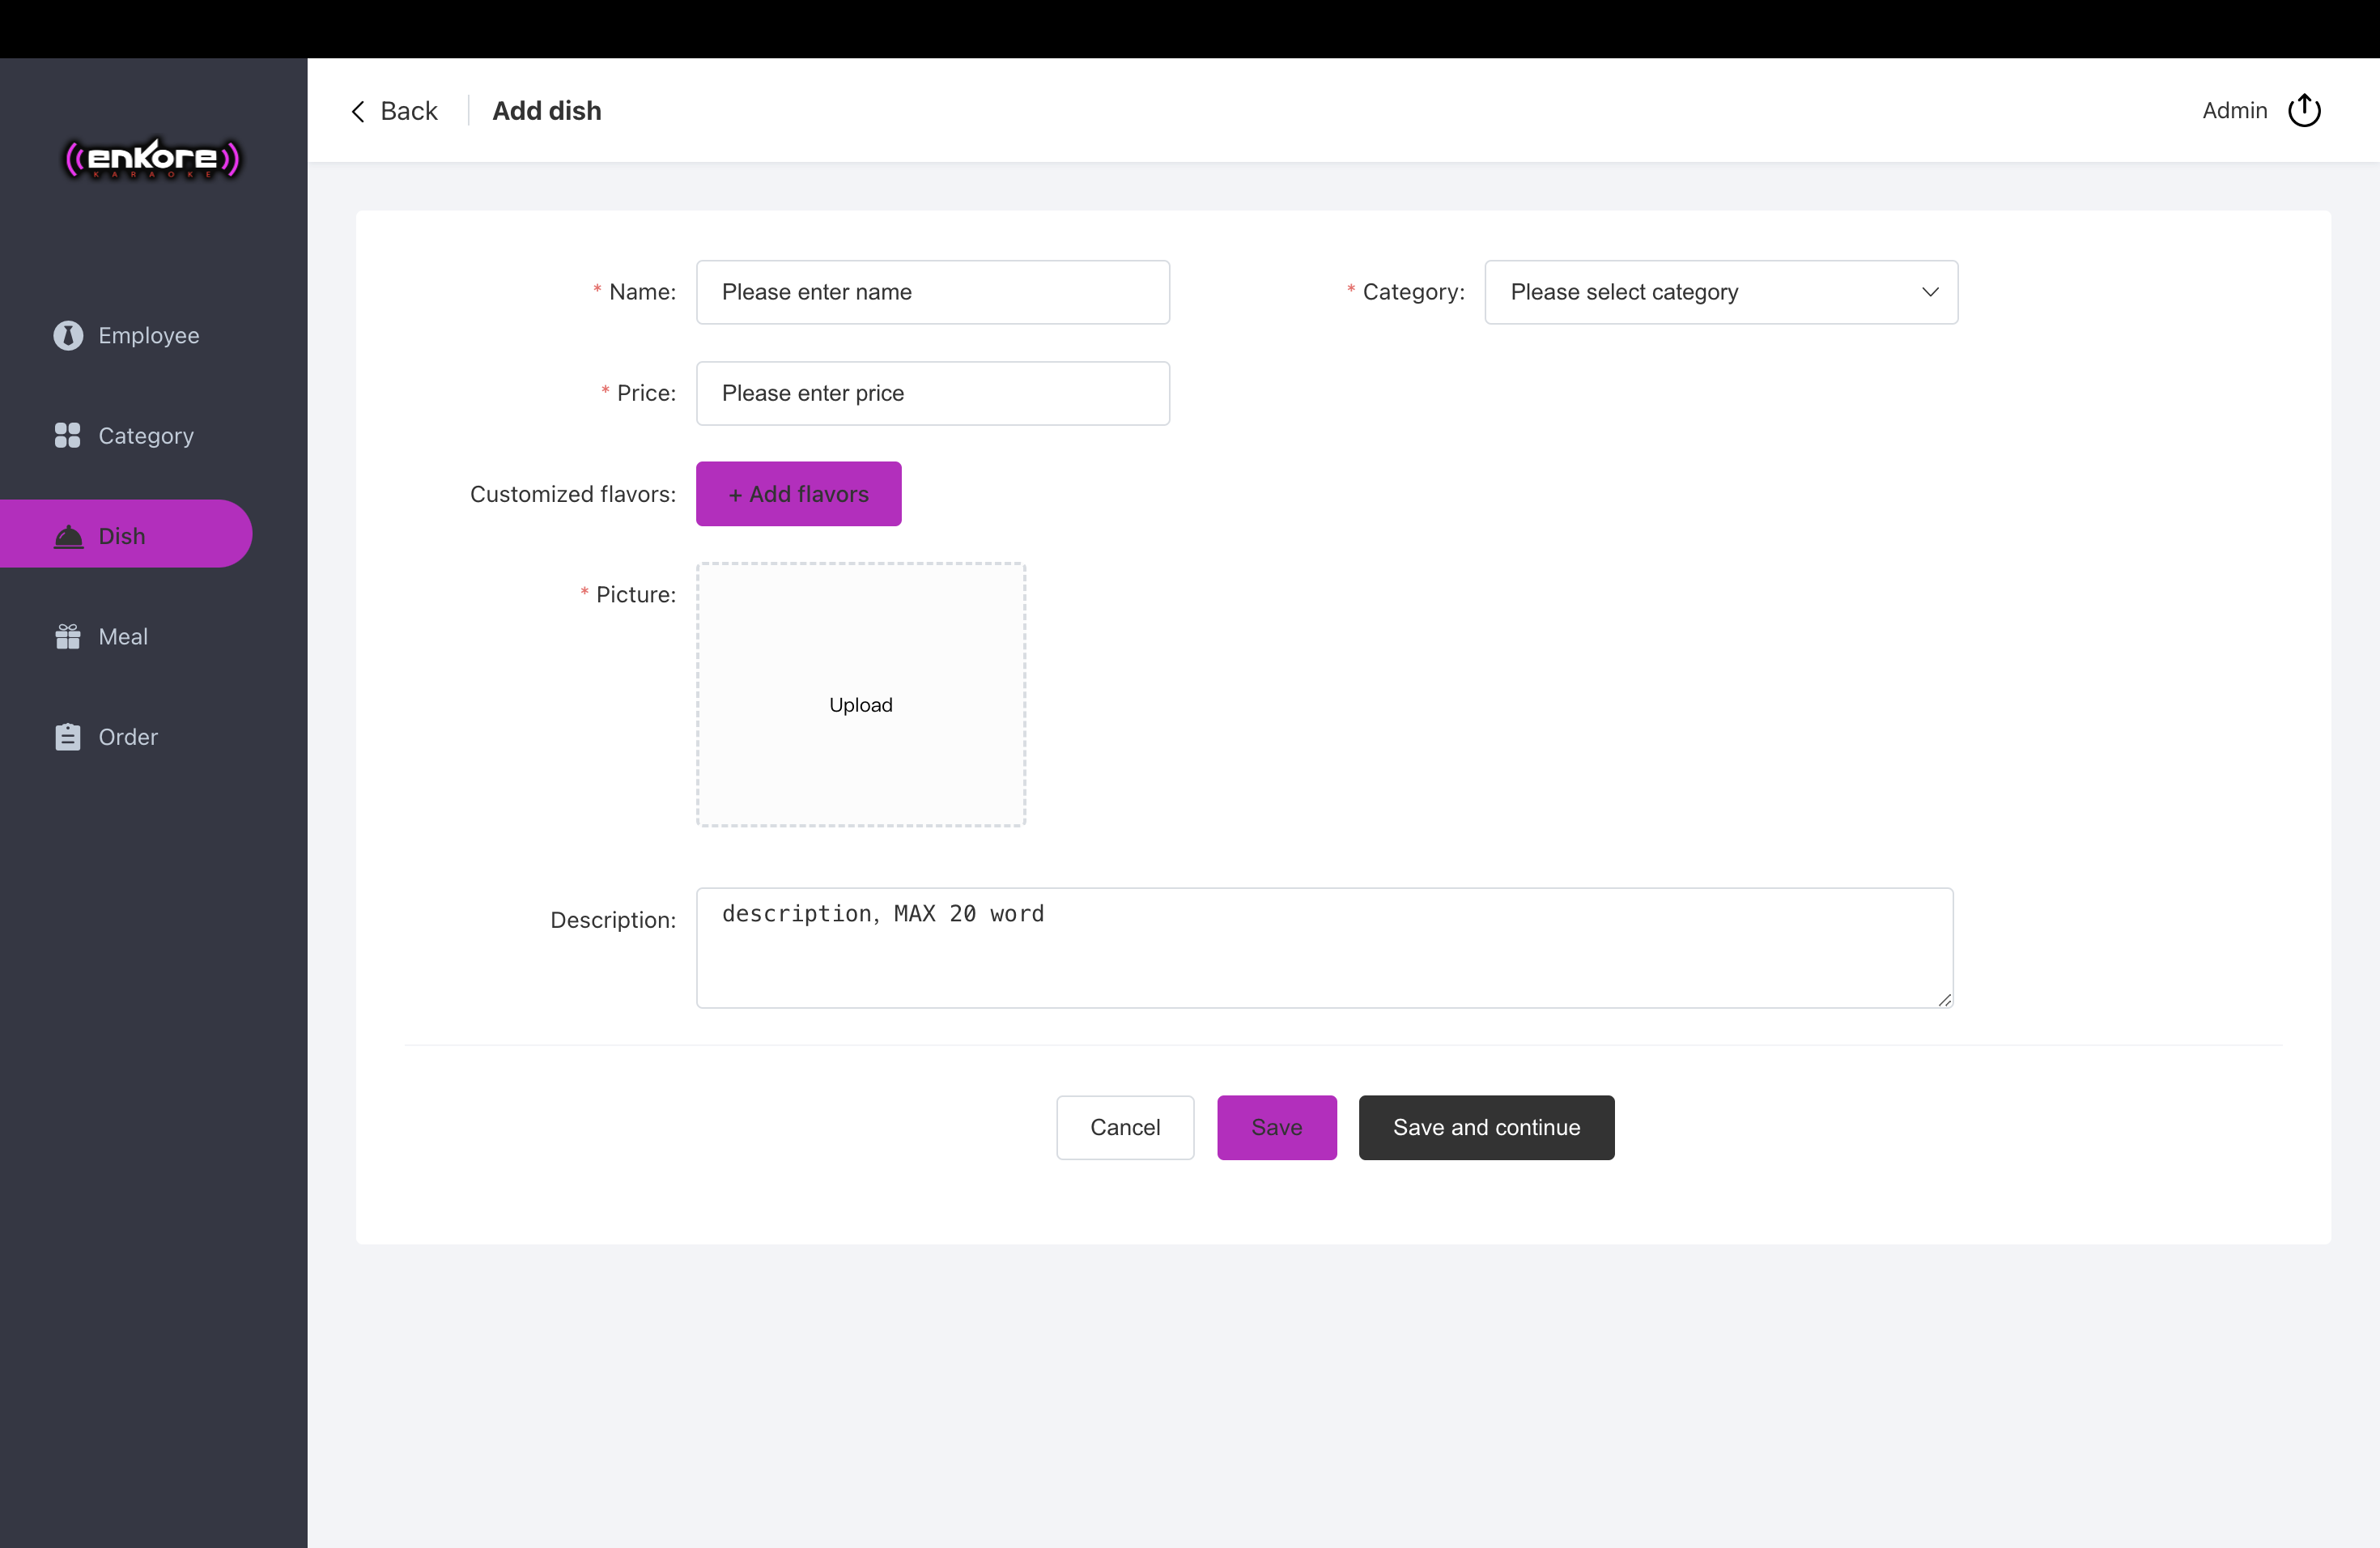 enkore
KARAOKE
Back
Add dish
Admin
Employee
Category
Dish
Meal
Order
* Name:
Please enter name
* Category:
Please select category
* Price:
Please enter price
Customized flavors:
+ Add flavors
* Picture:
Upload
Description:
description, MAX 20 word
Cancel
Save
Save and continue